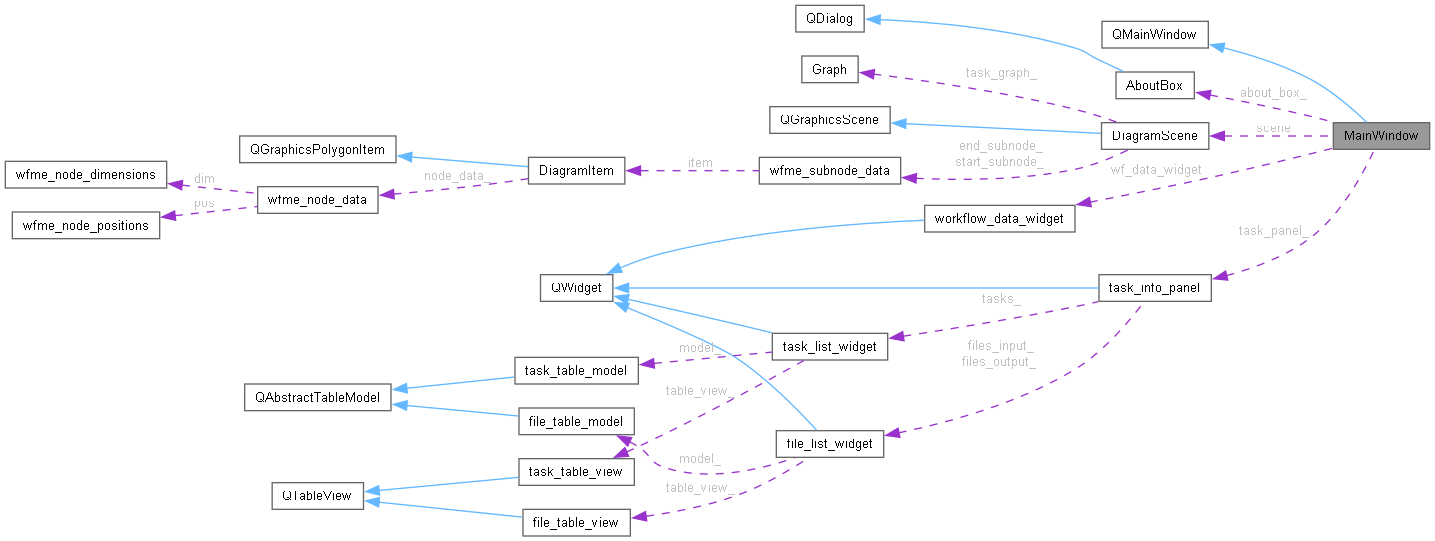 QDialog
QMainWindow
Graph
task_graph_
AboutBox
about_box_
QGraphicsScene
DiagramScene
scene
MainWindow
QGraphicsPolygonItem
end_subnode_
start_subnode_
wfme_node_dimensions
dim
node_data_
DiagramItem
item
wfme_subnode_data
wf_data_widget
wfme_node_data
pos
wfme_node_positions
workflow_data_widget
task_panel_
QWidget
task_info_panel
tasks_
task_list_widget
model_
files_input_
files_output_
task_table_model
QAbstractTableModel
table_view_
file_table_model
file_list_widget
model_
task_table_view
table_view_
QTableView
file_table_view